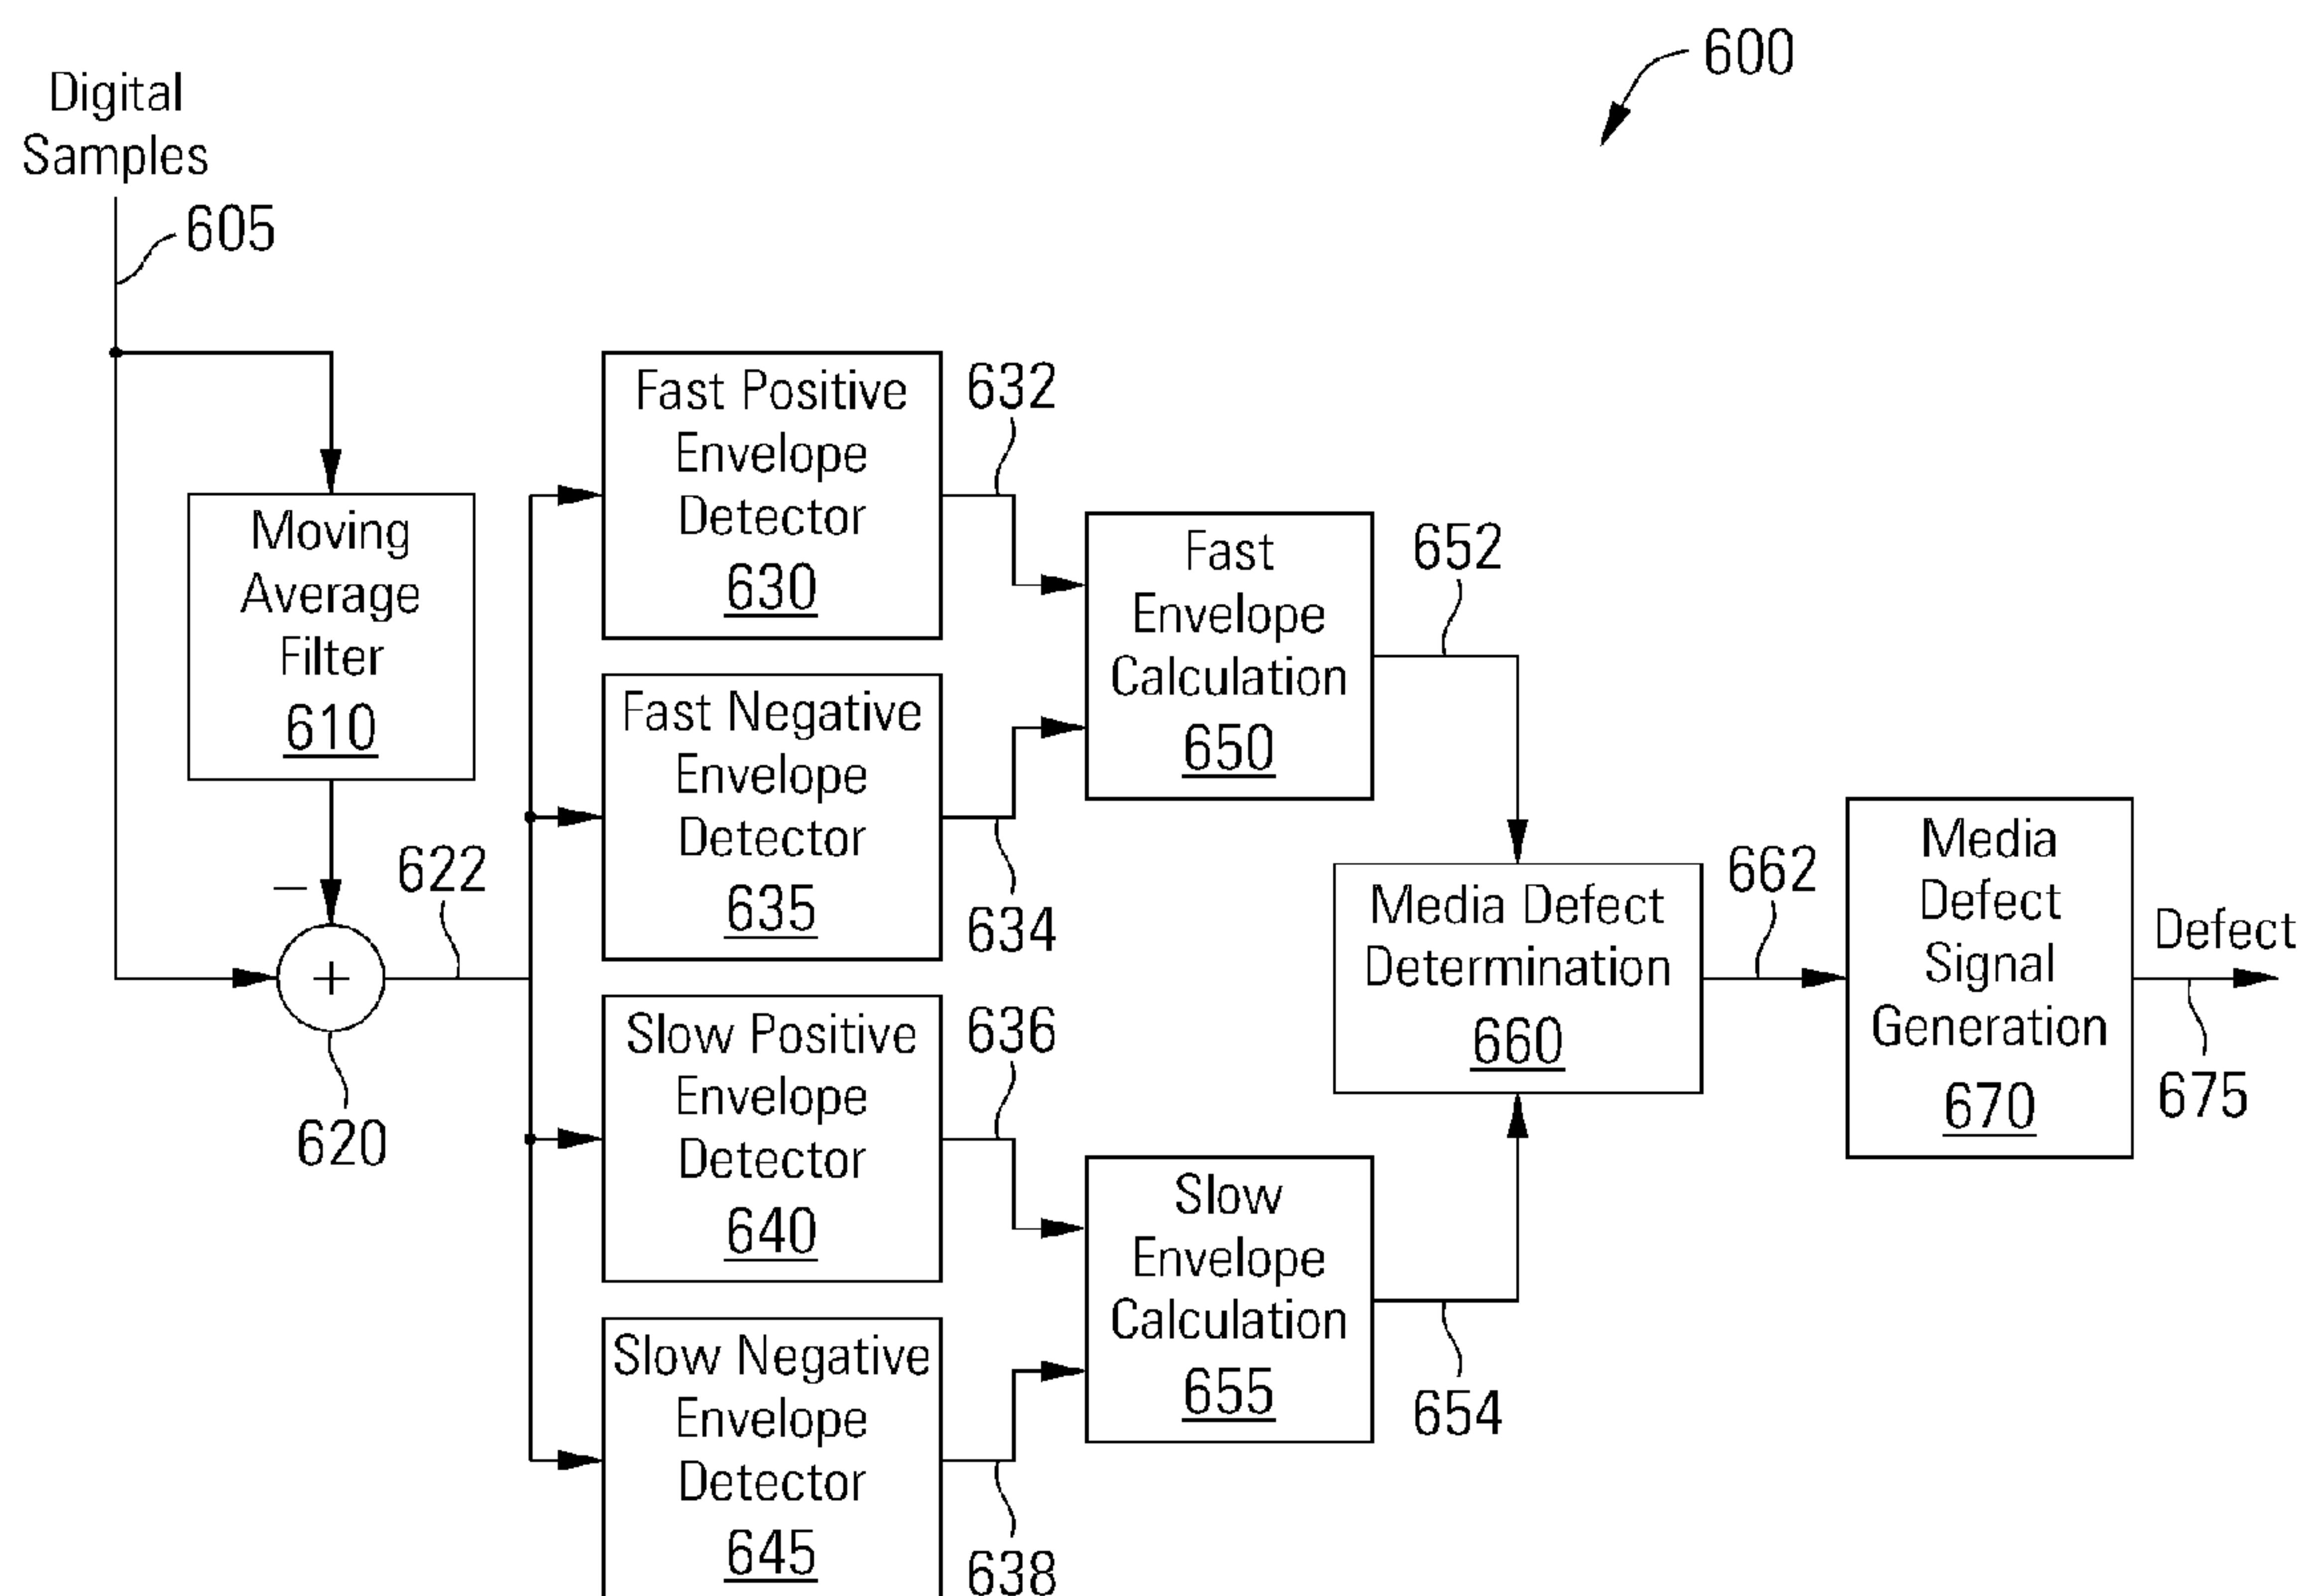 600
Digital
Samples
605
Moving
Average
Filter
610
−
+
620
622
Fast Positive
Envelope
Detector
630
632
Fast Negative
Envelope
Detector
635
634
Slow Positive
Envelope
Detector
640
636
Slow Negative
Envelope
Detector
645
638
Fast
Envelope
Calculation
650
652
Slow
Envelope
Calculation
655
654
Media Defect
Determination
660
662
Media
Defect
Signal
Generation
670
Defect
675